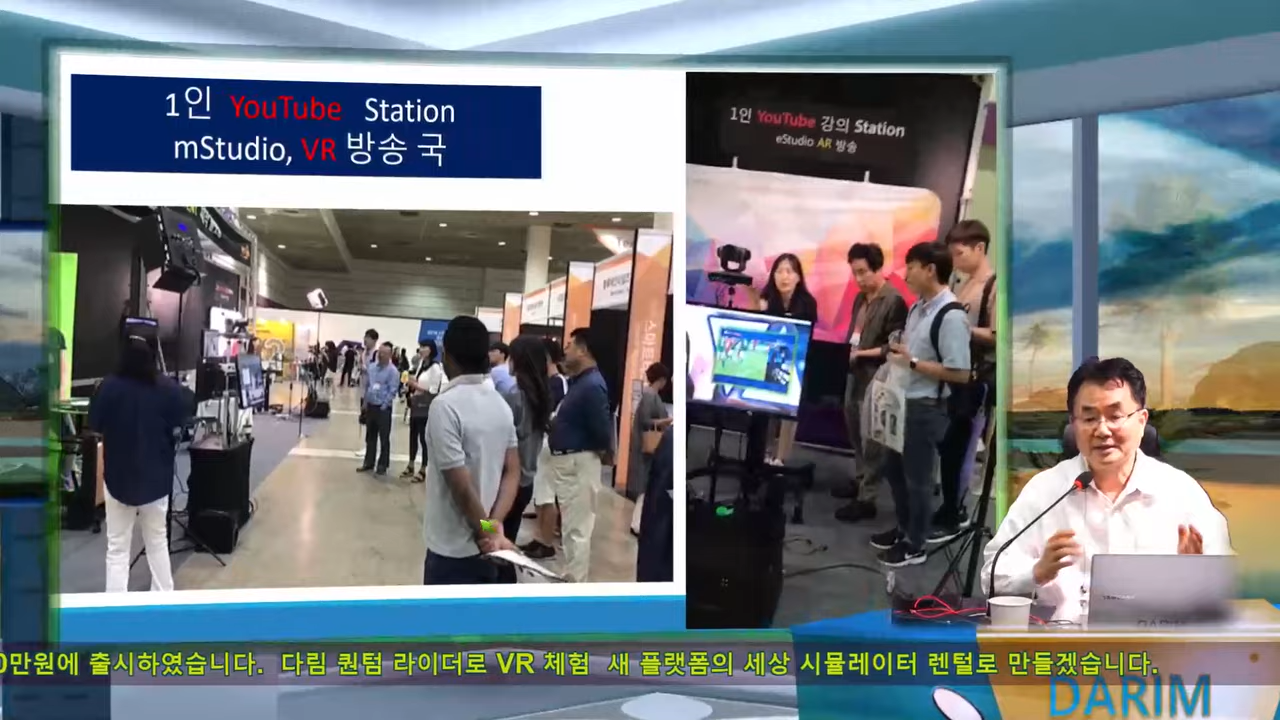 1인 YouTube Station
mStudio, VR 방송 국
1인 YouTube 강의 Station
eStudio AR 방송
0만원에 출시하였습니다. 다림 퀀텀 라이더로 VR 체험 새 플랫폼의 세상 시뮬레이터 렌털로 만들겠습니다.
DARIM